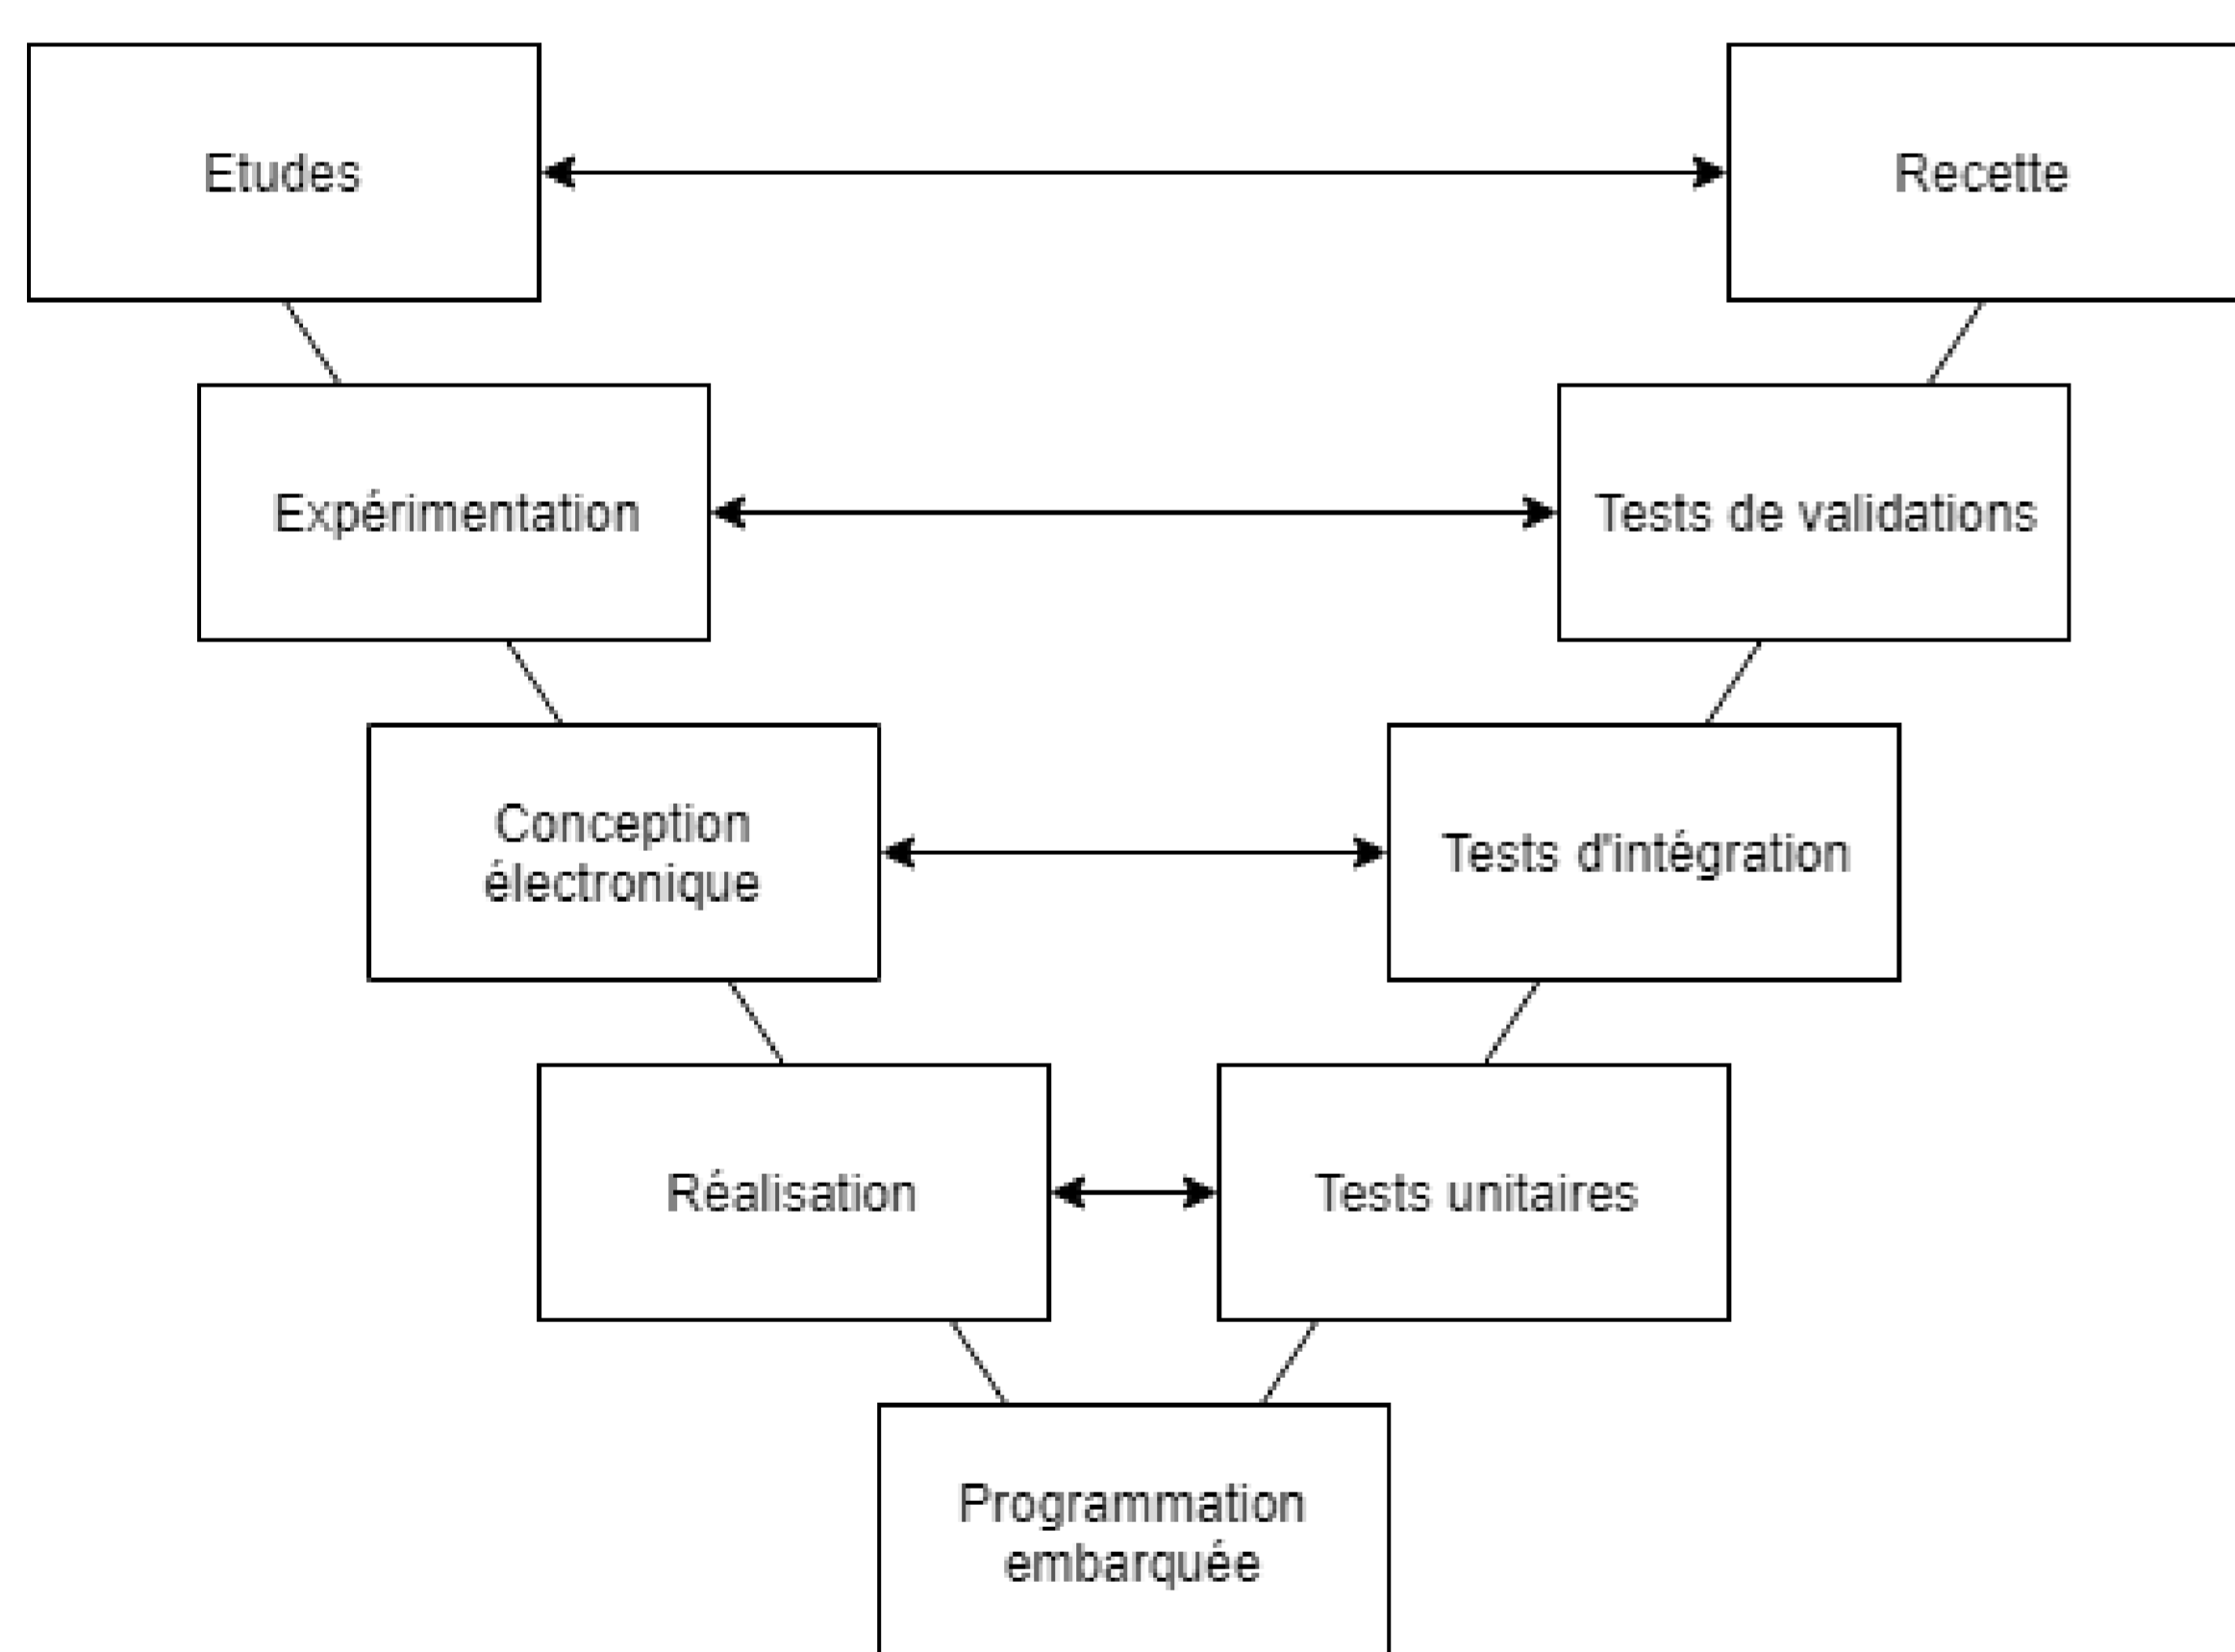 Etudes
Recette
Expérimentation
Tests de validations
Conception
électronique
Tests d'intégration
Réalisation
Tests unitaires
Programmation
embarquée